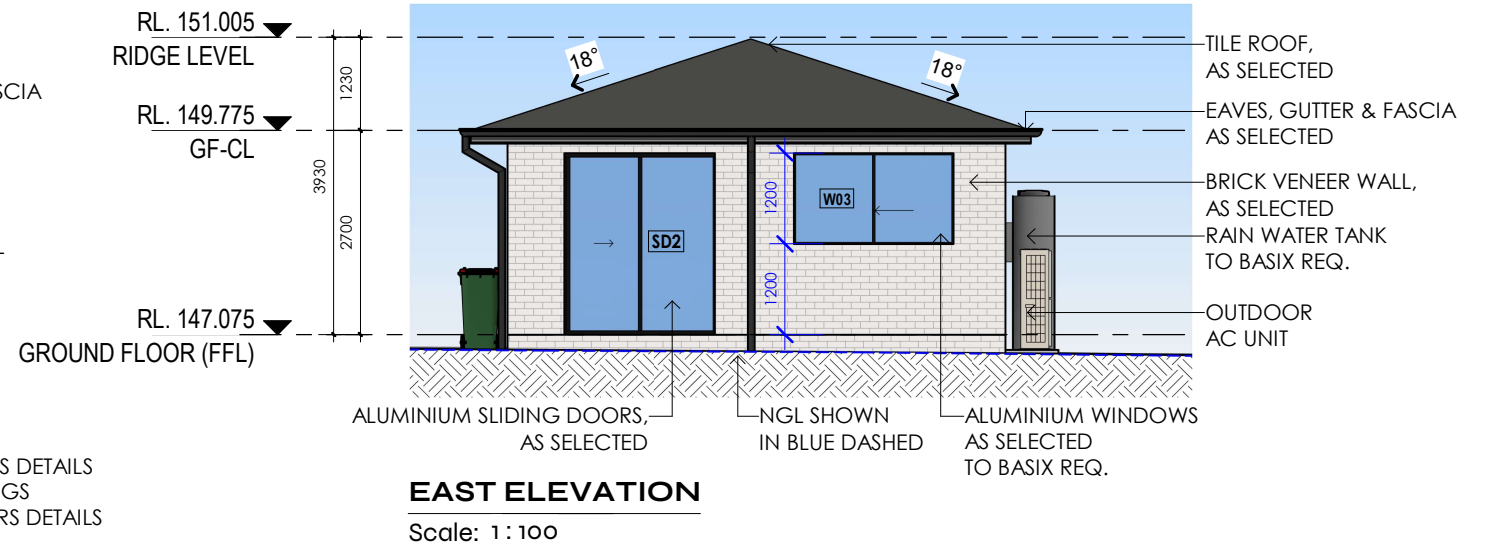 RL. 151.005
RIDGE LEVEL
SCIA
RL. 149.775
GF-CL
RL. 147.075
GROUND FLOOR (FFL)
1230
3930
2700
18°
18°
SD2
W03
1200
1200
TILE ROOF,
AS SELECTED
EAVES, GUTTER & FASCIA
AS SELECTED
BRICK VENEER WALL,
AS SELECTED
RAIN WATER TANK
TO BASIX REQ.
OUTDOOR
AC UNIT
ALUMINIUM SLIDING DOORS,
AS SELECTED
NGL SHOWN
IN BLUE DASHED
ALUMINIUM WINDOWS
AS SELECTED
TO BASIX REQ.
S DETAILS
GS
RS DETAILS
EAST ELEVATION
Scale: 1:100